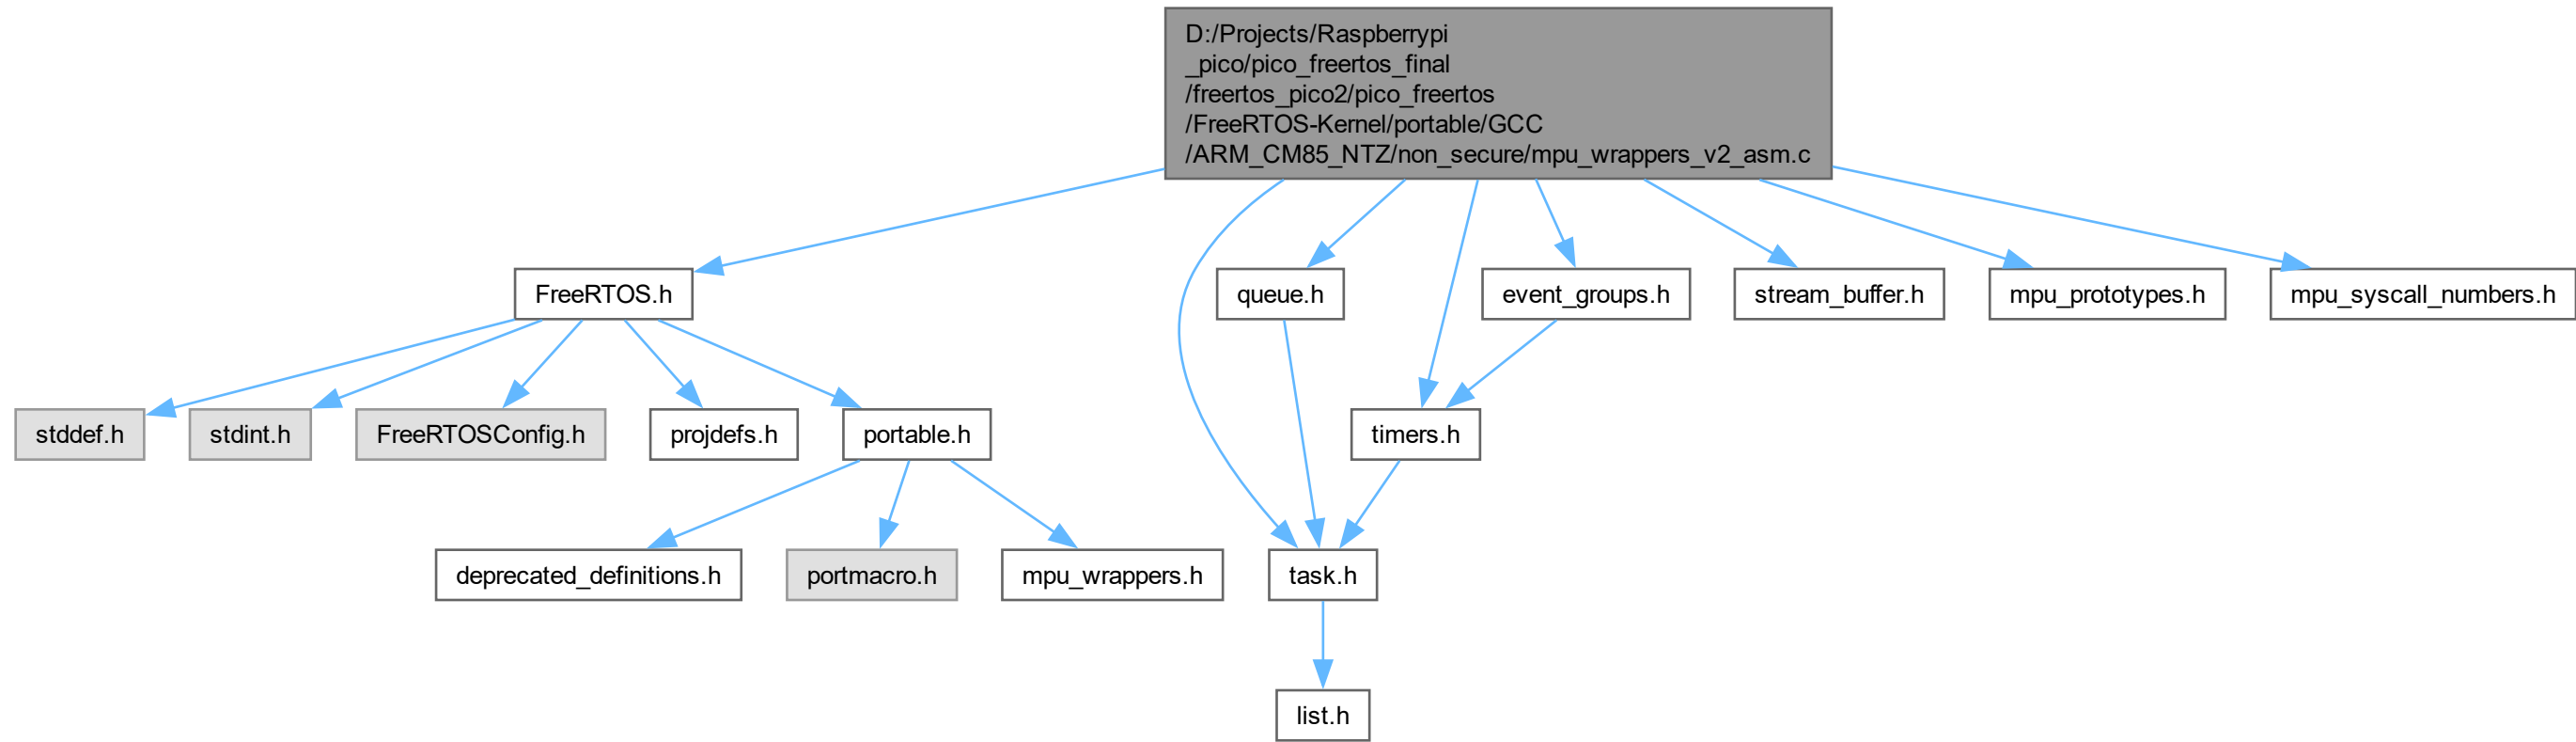 D:/Projects/Raspberrypi
_pico/pico_freertos_final
/freertos_pico2/pico_freertos
/FreeRTOS-Kernel/portable/GCC
/ARM_CM85_NTZ/non_secure/mpu_wrappers_v2_asm.c
FreeRTOS.h
queue.h
event_groups.h
stream_buffer.h
mpu_prototypes.h
mpu_syscall_numbers.h
stddef.h
stdint.h
FreeRTOSConfig.h
projdefs.h
portable.h
timers.h
deprecated_definitions.h
portmacro.h
mpu_wrappers.h
task.h
list.h